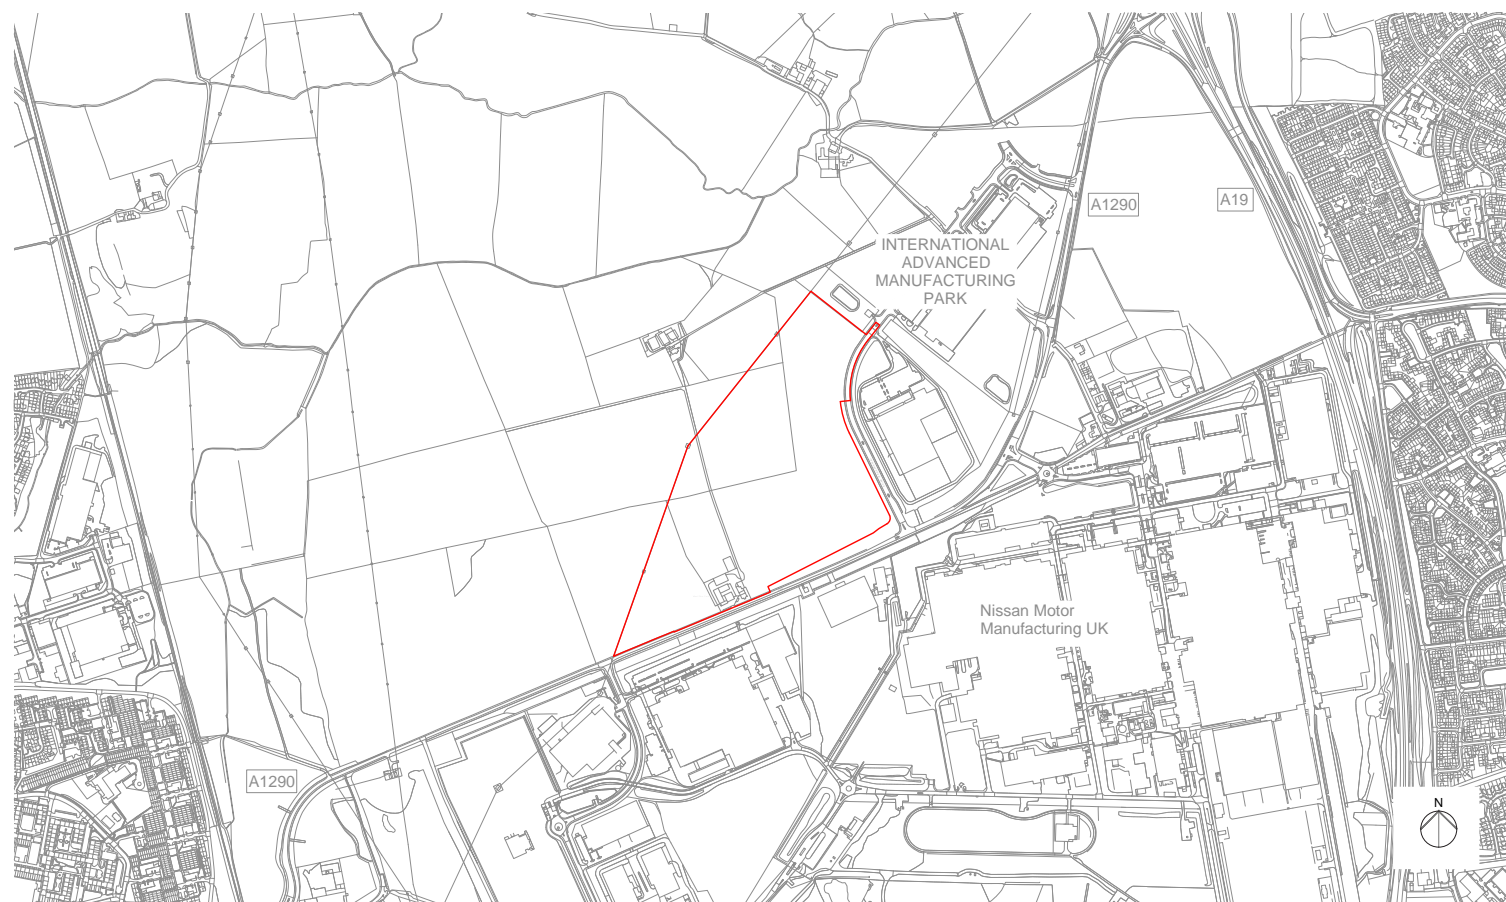 A1290
A19
INTERNATIONAL
ADVANCED
MANUFACTURING
PARK
Nissan Motor
Manufacturing UK
A1290
N